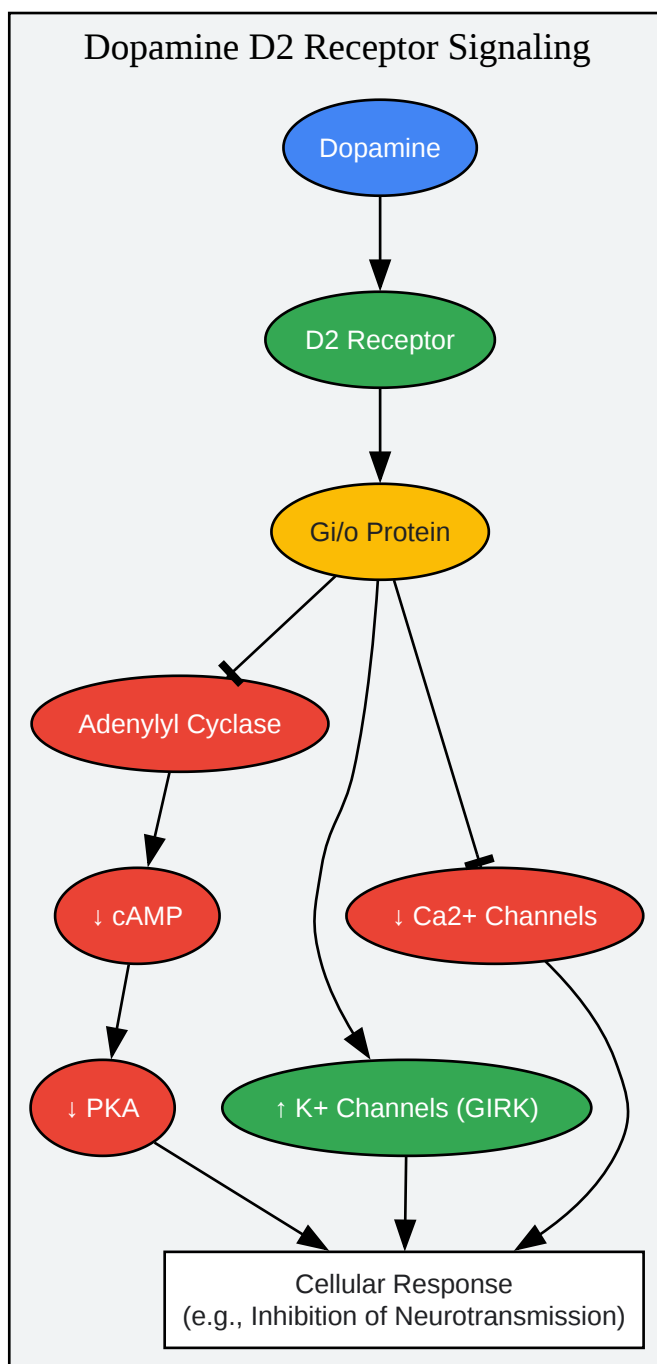 Dopamine D2 Receptor Signaling
Dopamine
D2 Receptor
Gi/o Protein
Adenylyl Cyclase
↓ cAMP
↓ Ca2+ Channels
↓ PKA
↑ K+ Channels (GIRK)
Cellular Response
(e.g., Inhibition of Neurotransmission)